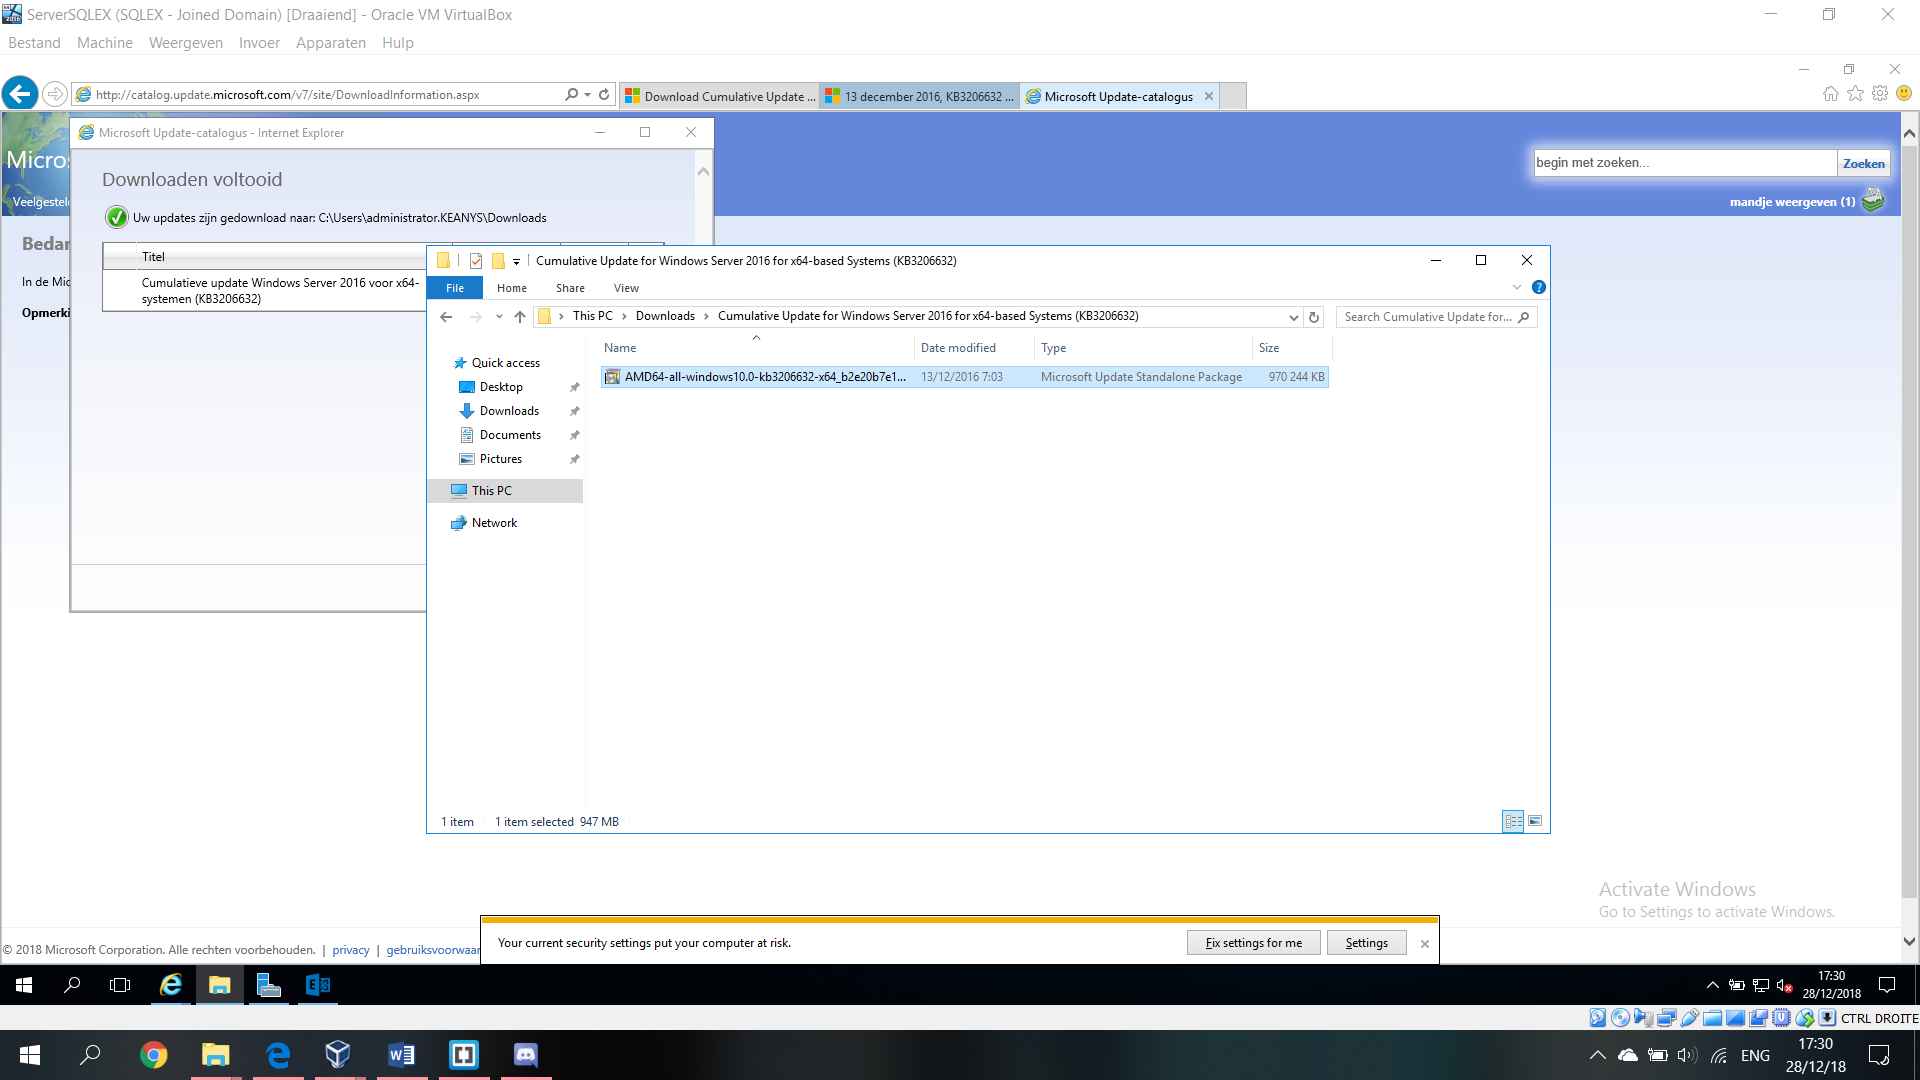 ServerSQLEX (SQLEX - Joined Domain) [Draaiend] - Oracle VM VirtualBox
Bestand Machine Weergeven Invoer Apparaten Hulp
http://catalog.update.microsoft.com/v7/site/DownloadInformation.aspx
Download Cumulative Update ...
13 december 2016, KB3206632 ...
Microsoft Update-catalogus
Microsoft Update-catalogus - Internet Explorer
Micros
Veelgestel
begin met zoeken...
Zoeken
mandje weergeven (1)
Downloaden voltooid
Uw updates zijn gedownload naar: C:\Users\administrator.KEANYS\Downloads
Bedan
In de Mic
Opmerki
Titel
Cumulatieve update Windows Server 2016 voor x64-
systemen (KB3206632)
Cumulative Update for Windows Server 2016 for x64-based Systems (KB3206632)
File Home Share View
This PC Downloads Cumulative Update for Windows Server 2016 for x64-based Systems (KB3206632)
Search Cumulative Update for...
Name Date modified Type Size
AMD64-all-windows10.0-kb3206632-x64_b2e20b7e1... 13/12/2016 7:03 Microsoft Update Standalone Package 970 244 KB
Quick access
Desktop
Downloads
Documents
Pictures
This PC
Network
1 item 1 item selected 947 MB
Activate Windows
Go to Settings to activate Windows.
Your current security settings put your computer at risk.
Fix settings for me
Settings
© 2018 Microsoft Corporation. Alle rechten voorbehouden. | privacy | gebruiksvoorwaar
17:30
28/12/2018
CTRL DROITE
ENG
17:30
28/12/18